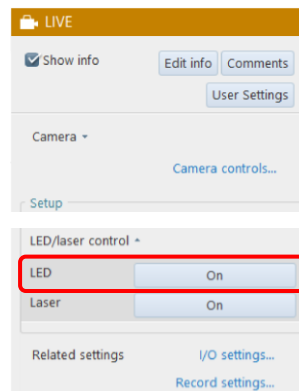 LIVE
Show info Edit info Comments
User Settings
Camera
Camera controls...
Setup
LED/laser control
LED On
Laser On
Related settings I/O settings...
Record settings...